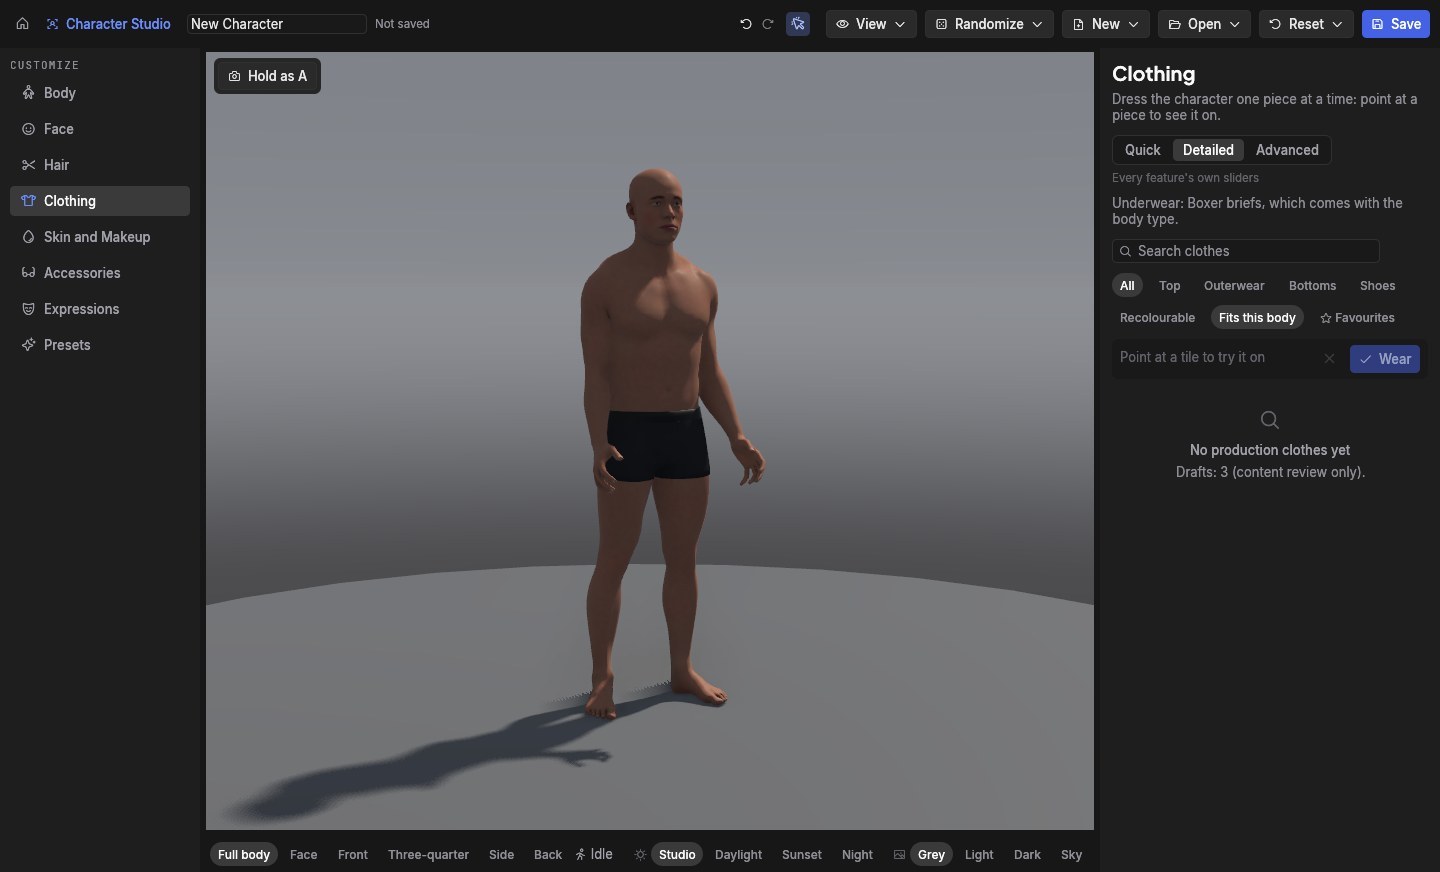 Character Studio
New Character
Not saved
View
Randomize
New
Open
Reset
Save
CUSTOMIZE
Body
Face
Hair
Clothing
Skin and Makeup
Accessories
Expressions
Presets
Hold as A
Full body
Face
Front
Three-quarter
Side
Back
Idle
Studio
Daylight
Sunset
Night
Grey
Light
Dark
Sky
Clothing
Dress the character one piece at a time: point at a
piece to see it on.
Quick
Detailed
Advanced
Every feature's own sliders
Underwear: Boxer briefs, which comes with the
body type.
Search clothes
All
Top
Outerwear
Bottoms
Shoes
Recolourable
Fits this body
Favourites
Point at a tile to try it on
Wear
No production clothes yet
Drafts: 3 (content review only).